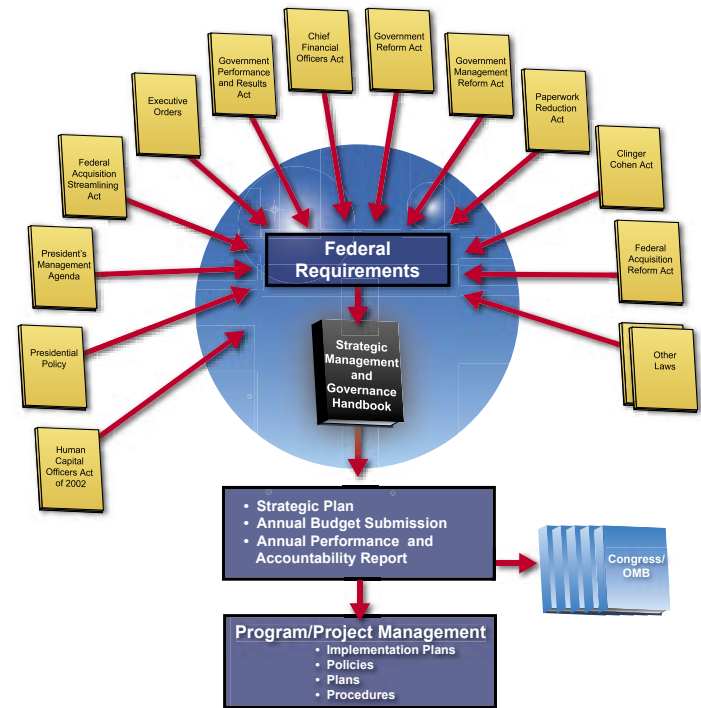 Chief
Financial
Officers Act
Government
Reform Act
Government
Performance
and Results
Act
Government
Management
Reform Act
Executive
Orders
Paperwork
Reduction
Act
Federal
Acquisition
Streamlining
Act
Clinger
Cohen Act
President's
Management
Agenda
Federal
Requirements
Federal
Acquisition
Reform Act
Presidential
Policy
Strategic
Management
and
Governance
Handbook
Other
Laws
Human
Capital
Officers Act
of 2002
• Strategic Plan
• Annual Budget Submission
• Annual Performance and
Accountability Report
Congress/
OMB
Program/Project Management
• Implementation Plans
• Policies
• Plans
• Procedures